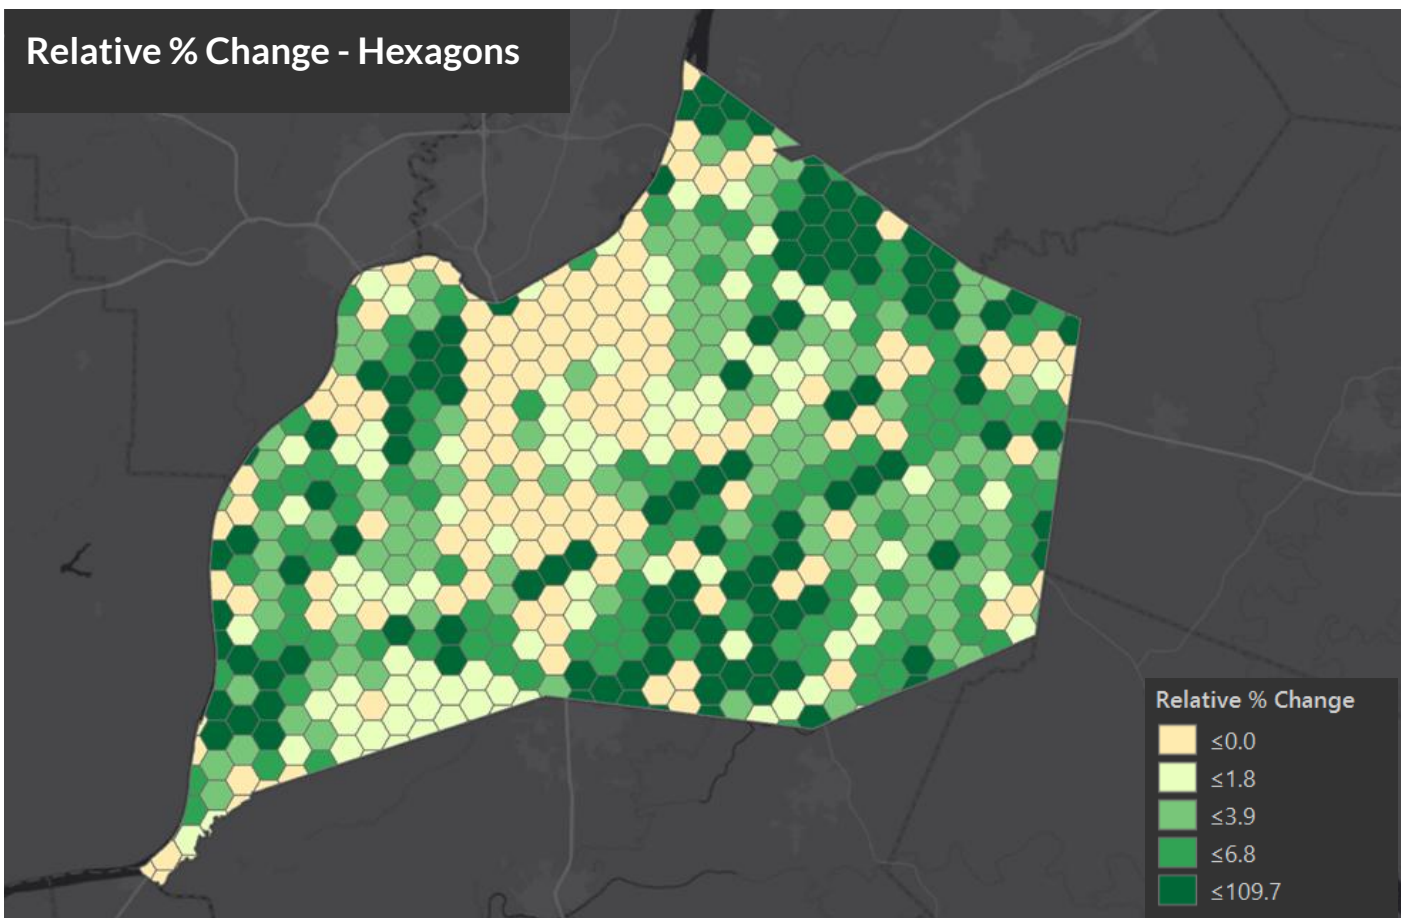 Relative % Change - Hexagons
Relative % Change
≤0.0
≤1.8
≤3.9
≤6.8
≤109.7